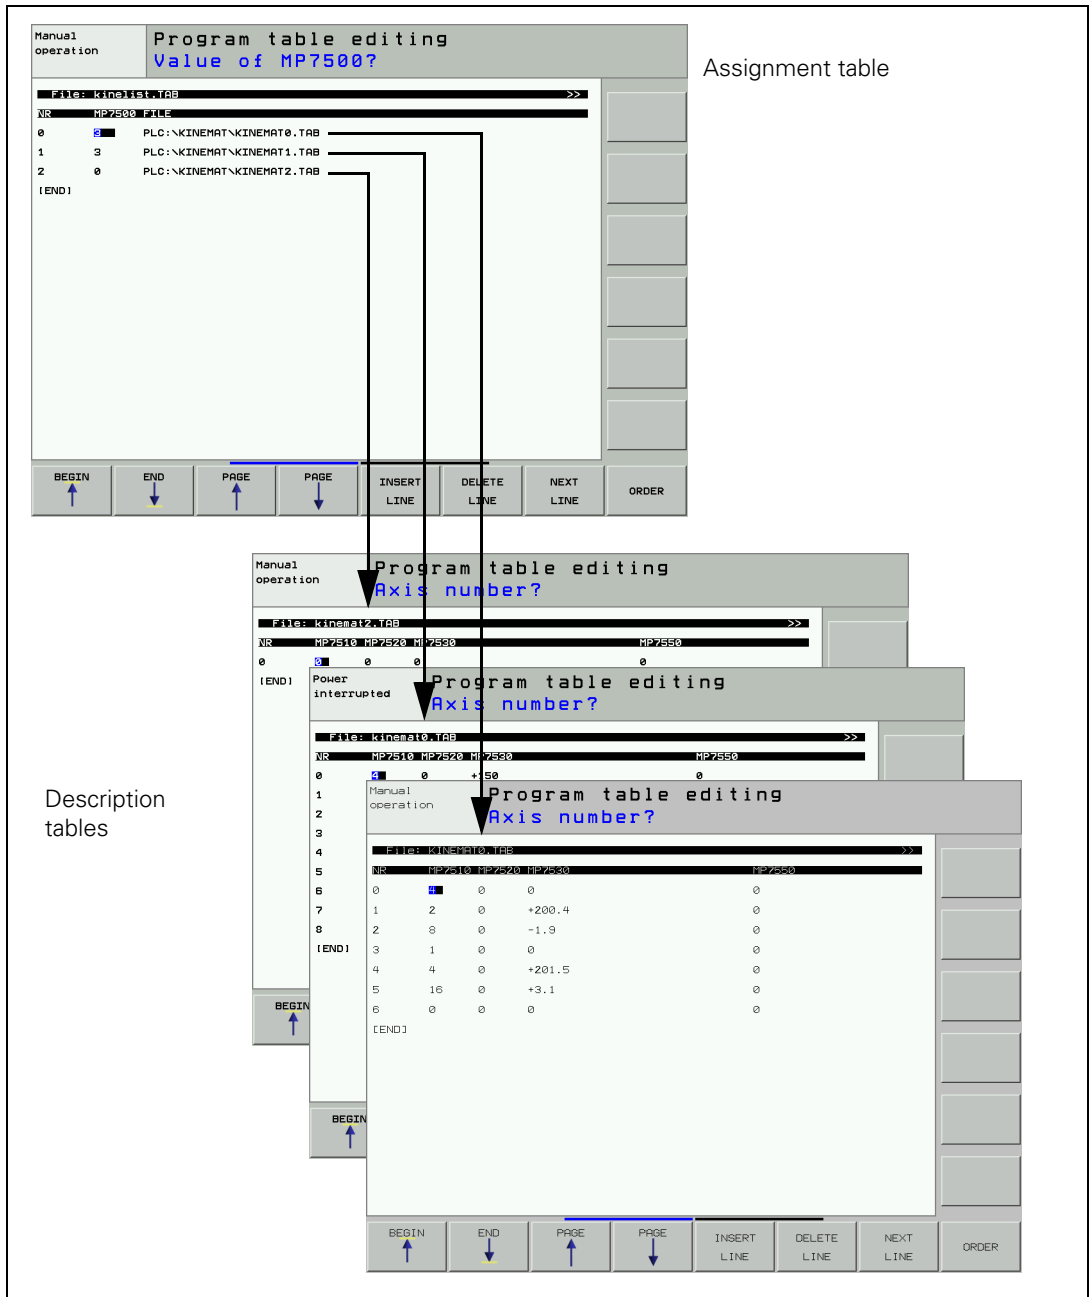 Manual
operation
Program table editing
Value of MP7500?
Assignment table
File: kinelist.TAB >>
NR MP7500 FILE
0 3 PLC:\KINEMAT\KINEMAT0.TAB
1 3 PLC:\KINEMAT\KINEMAT1.TAB
2 0 PLC:\KINEMAT\KINEMAT2.TAB
[END]
BEGIN END PAGE PAGE INSERT LINE DELETE LINE NEXT LINE ORDER
Manual
operation
Program table editing
Axis number?
File: kinemat2.TAB >>
NR MP7510 MP7520 MP7530 MP7550
0 0 0 0 0
[END]
BEGIN
Power
interrupted
Program table editing
Axis number?
File: kinemat0.TAB >>
NR MP7510 MP7520 MP7530 MP7550
0 4 0 +150 0
1
2
3
4
5
6
7
8
[END]
BEGIN
Description
tables
Manual
operation
Program table editing
Axis number?
File: KINEMAT0.TAB >>
NR MP7510 MP7520 MP7530 MP7550
0 4 0 0 0
1 2 0 +200.4 0
2 8 0 -1.9 0
3 1 0 0 0
4 4 0 +201.5 0
5 16 0 +3.1 0
6 0 0 0 0
[END]
BEGIN END PAGE PAGE INSERT LINE DELETE LINE NEXT LINE ORDER